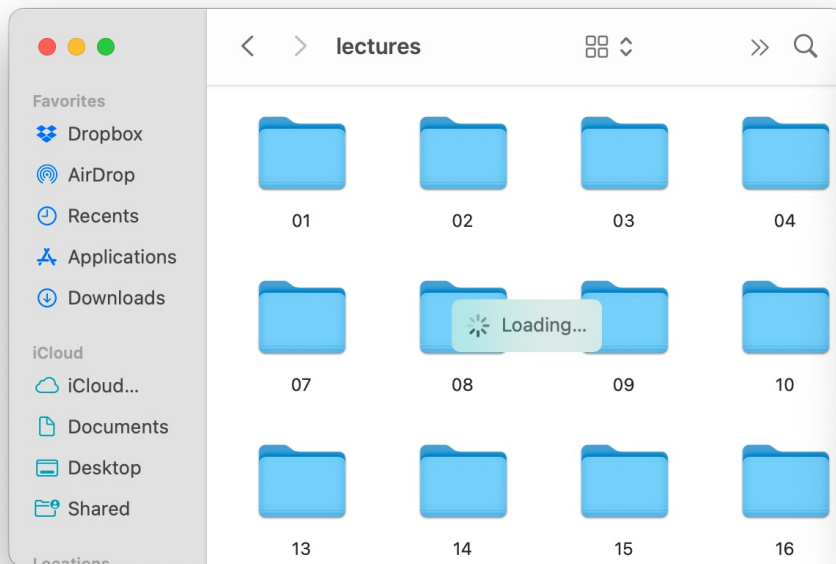 lectures
Favorites
Dropbox
AirDrop
Recents
Applications
Downloads
iCloud
iCloud...
Documents
Desktop
Shared
Locations
01 02 03 04
Loading...
07 08 09 10
13 14 15 16